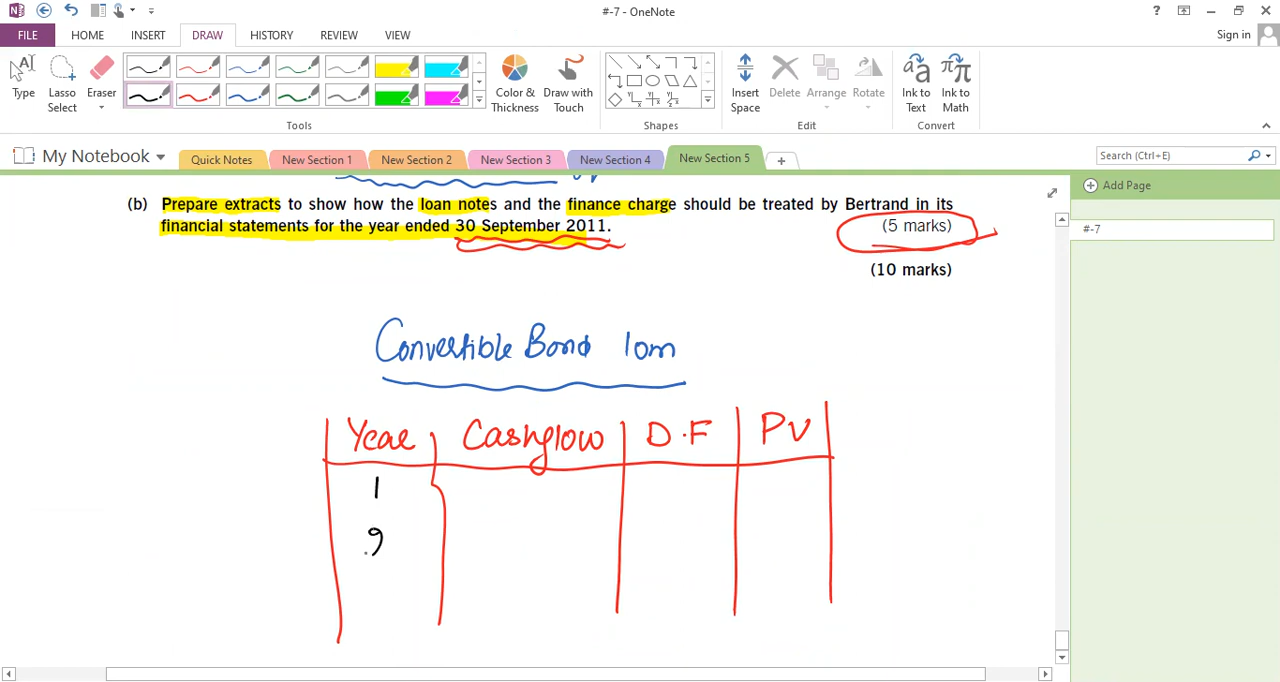 #-7 - OneNote
FILE HOME INSERT DRAW HISTORY REVIEW VIEW Sign in
Type Lasso Select Eraser Color & Thickness Draw with Touch Insert Space Delete Arrange Rotate Ink to Text Ink to Math
Tools Shapes Edit Convert
My Notebook Quick Notes New Section 1 New Section 2 New Section 3 New Section 4 New Section 5 Search (Ctrl+E)
Add Page
#-7
(b) Prepare extracts to show how the loan notes and the finance charge should be treated by Bertrand in its
financial statements for the year ended 30 September 2011. (5 marks)
(10 marks)
Convertible Bond 10m
Year Cashflow D.F PV
1